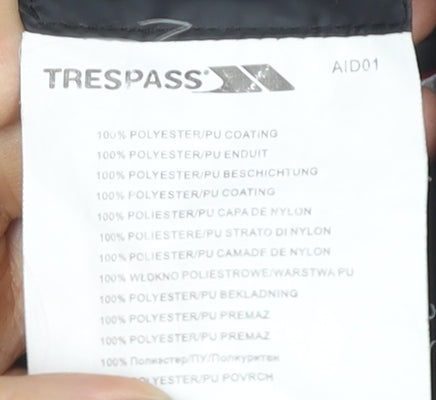 TRESPASS®
AID01
100% POLYESTER/PU COATING
100% POLYESTER/PU ENDUIT
100% POLYESTER/PU BESCHICHTUNG
100% POLYESTER/PU COATING
100% POLIESTER/PU CAPA DE NYLON
100% POLIESTERE/PU STRATO DI NYLON
100% POLIESTER/PU CAMADE DE NYLON
100% WLOKNO POLIESTROWE/WARSTWA PU
100% POLYESTER/PU BEKLADNING
100% POLYESTER/PU PREMAZ
100% POLYESTER/PU PREMAZ
100% Полиэстер/ПУ/Полиуритек
YESTER/PU POVRCH